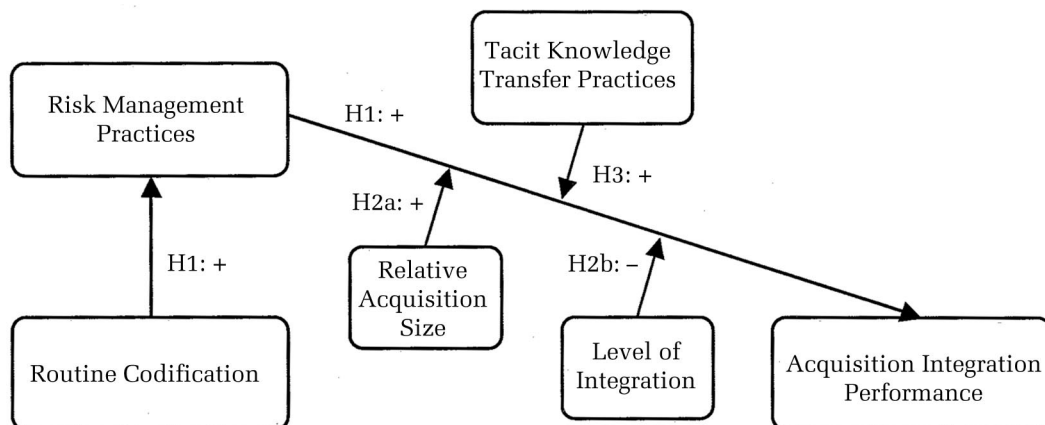 Tacit Knowledge
Transfer Practices
Risk Management
Practices
H1: +
H3: +
H2a: +
H2b: –
H1: +
Relative
Acquisition
Size
Routine Codification
Level of
Integration
Acquisition Integration
Performance